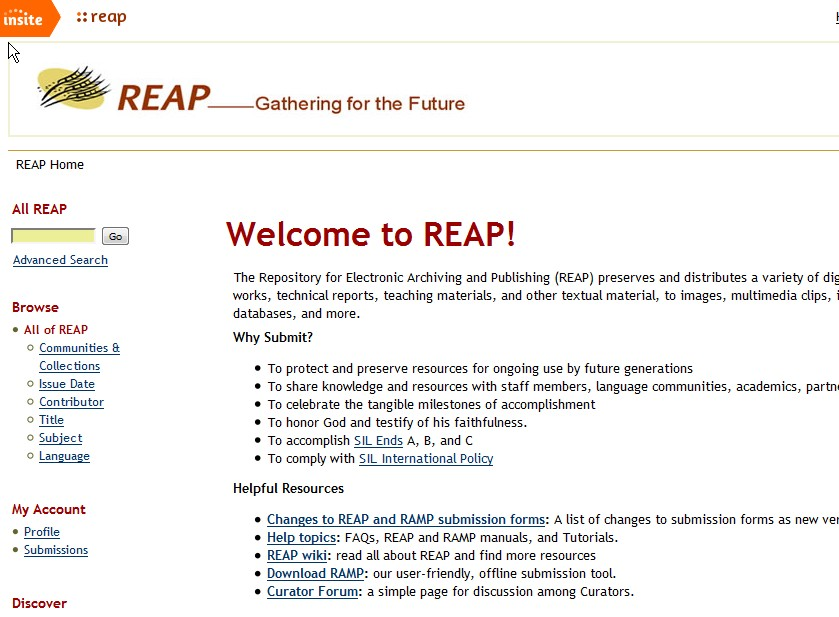 insite
:: reap
REAP Gathering for the Future
REAP Home
All REAP
Go
Advanced Search
Browse
All of REAP
Communities &
Collections
Issue Date
Contributor
Title
Subject
Language
My Account
Profile
Submissions
Discover
Welcome to REAP!
The Repository for Electronic Archiving and Publishing (REAP) preserves and distributes a variety of
works, technical reports, teaching materials, and other textual material, to images, multimedia clips,
databases, and more.
Why Submit?
• To protect and preserve resources for ongoing use by future generations
• To share knowledge and resources with staff members, language communities, academics,
• To celebrate the tangible milestones of accomplishment
• To honor God and testify of his faithfulness.
• To accomplish SIL Ends A, B, and C
• To comply with SIL International Policy
Helpful Resources
• Changes to REAP and RAMP submission forms: A list of changes to submission forms as new
• Help topics: FAQs, REAP and RAMP manuals, and Tutorials.
• REAP wiki: read all about REAP and find more resources
• Download RAMP: our user-friendly, offline submission tool.
• Curator Forum: a simple page for discussion among Curators.